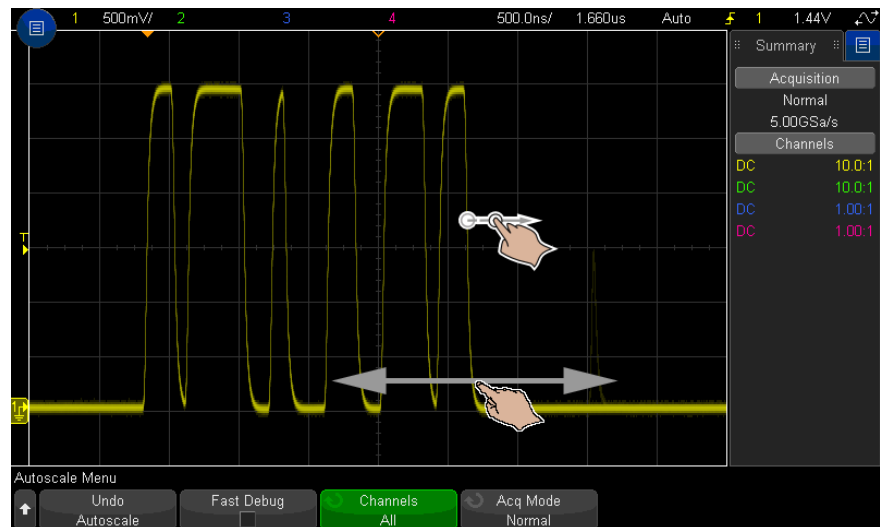 1 500mV/ 2 3 4 500.0ns/ 1.660us Auto 1 1.44V
Summary
Acquisition
Normal
5.00GSa/s
Channels
DC 10.0:1
DC 10.0:1
DC 1.00:1
DC 1.00:1
T
1
Autoscale Menu
Undo
Autoscale
Fast Debug
Channels
All
Acq Mode
Normal